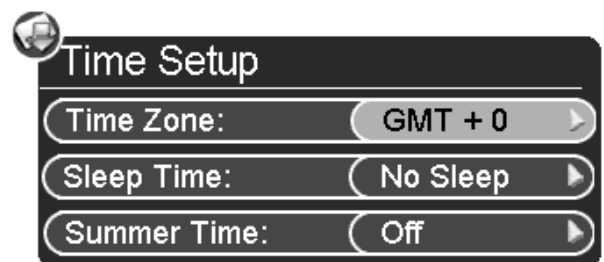 Time Setup
Time Zone: GMT + 0
Sleep Time: No Sleep
Summer Time: Off